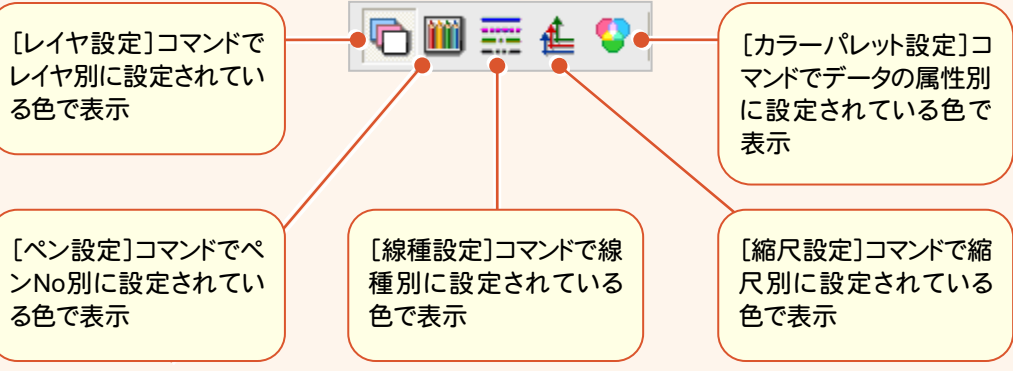 [レイヤ設定]コマンドで
レイヤ別に設定されてい
る色で表示
[カラーパレット設定]コ
マンドでデータの属性別
に設定されている色で
表示
[ペン設定]コマンドでペ
ンNo別に設定されてい
る色で表示
[線種設定]コマンドで線
種別に設定されている
色で表示
[縮尺設定]コマンドで縮
尺別に設定されている
色で表示